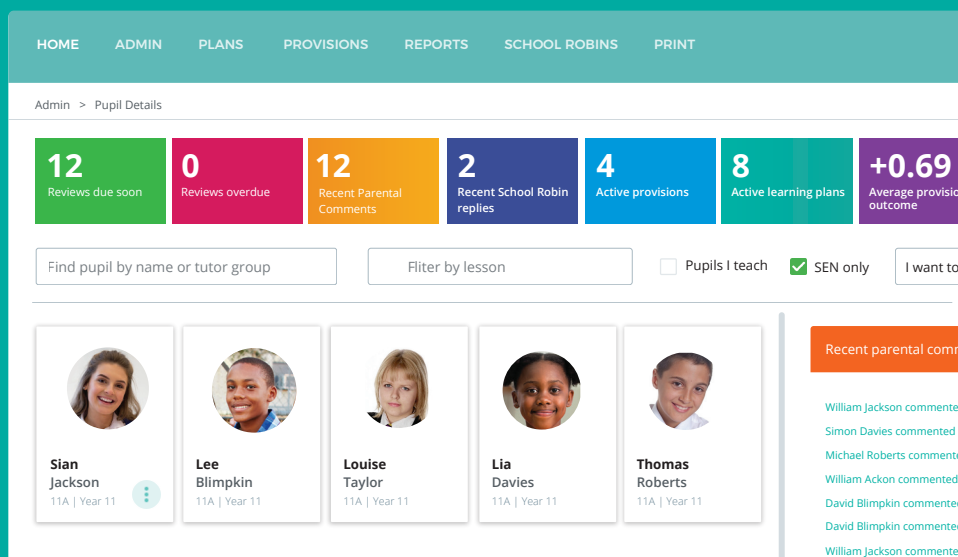 HOME ADMIN PLANS PROVISIONS REPORTS SCHOOL ROBINS PRINT
Admin > Pupil Details
12
Reviews due soon
0
Reviews overdue
12
Recent Parental
Comments
2
Recent School Robin
replies
4
Active provisions
8
Active learning plans
+0.69
Average provisio
outcome
Find pupil by name or tutor group
Fliter by lesson
Pupils I teach
SEN only
I want to
Sian
Jackson
11A | Year 11
Lee
Blimpkin
11A | Year 11
Louise
Taylor
11A | Year 11
Lia
Davies
11A | Year 11
Thomas
Roberts
11A | Year 11
Recent parental comm
William Jackson commente
Simon Davies commented
Michael Roberts commente
William Ackon commented
David Blimpkin commente
David Blimpkin commente
William Jackson commente